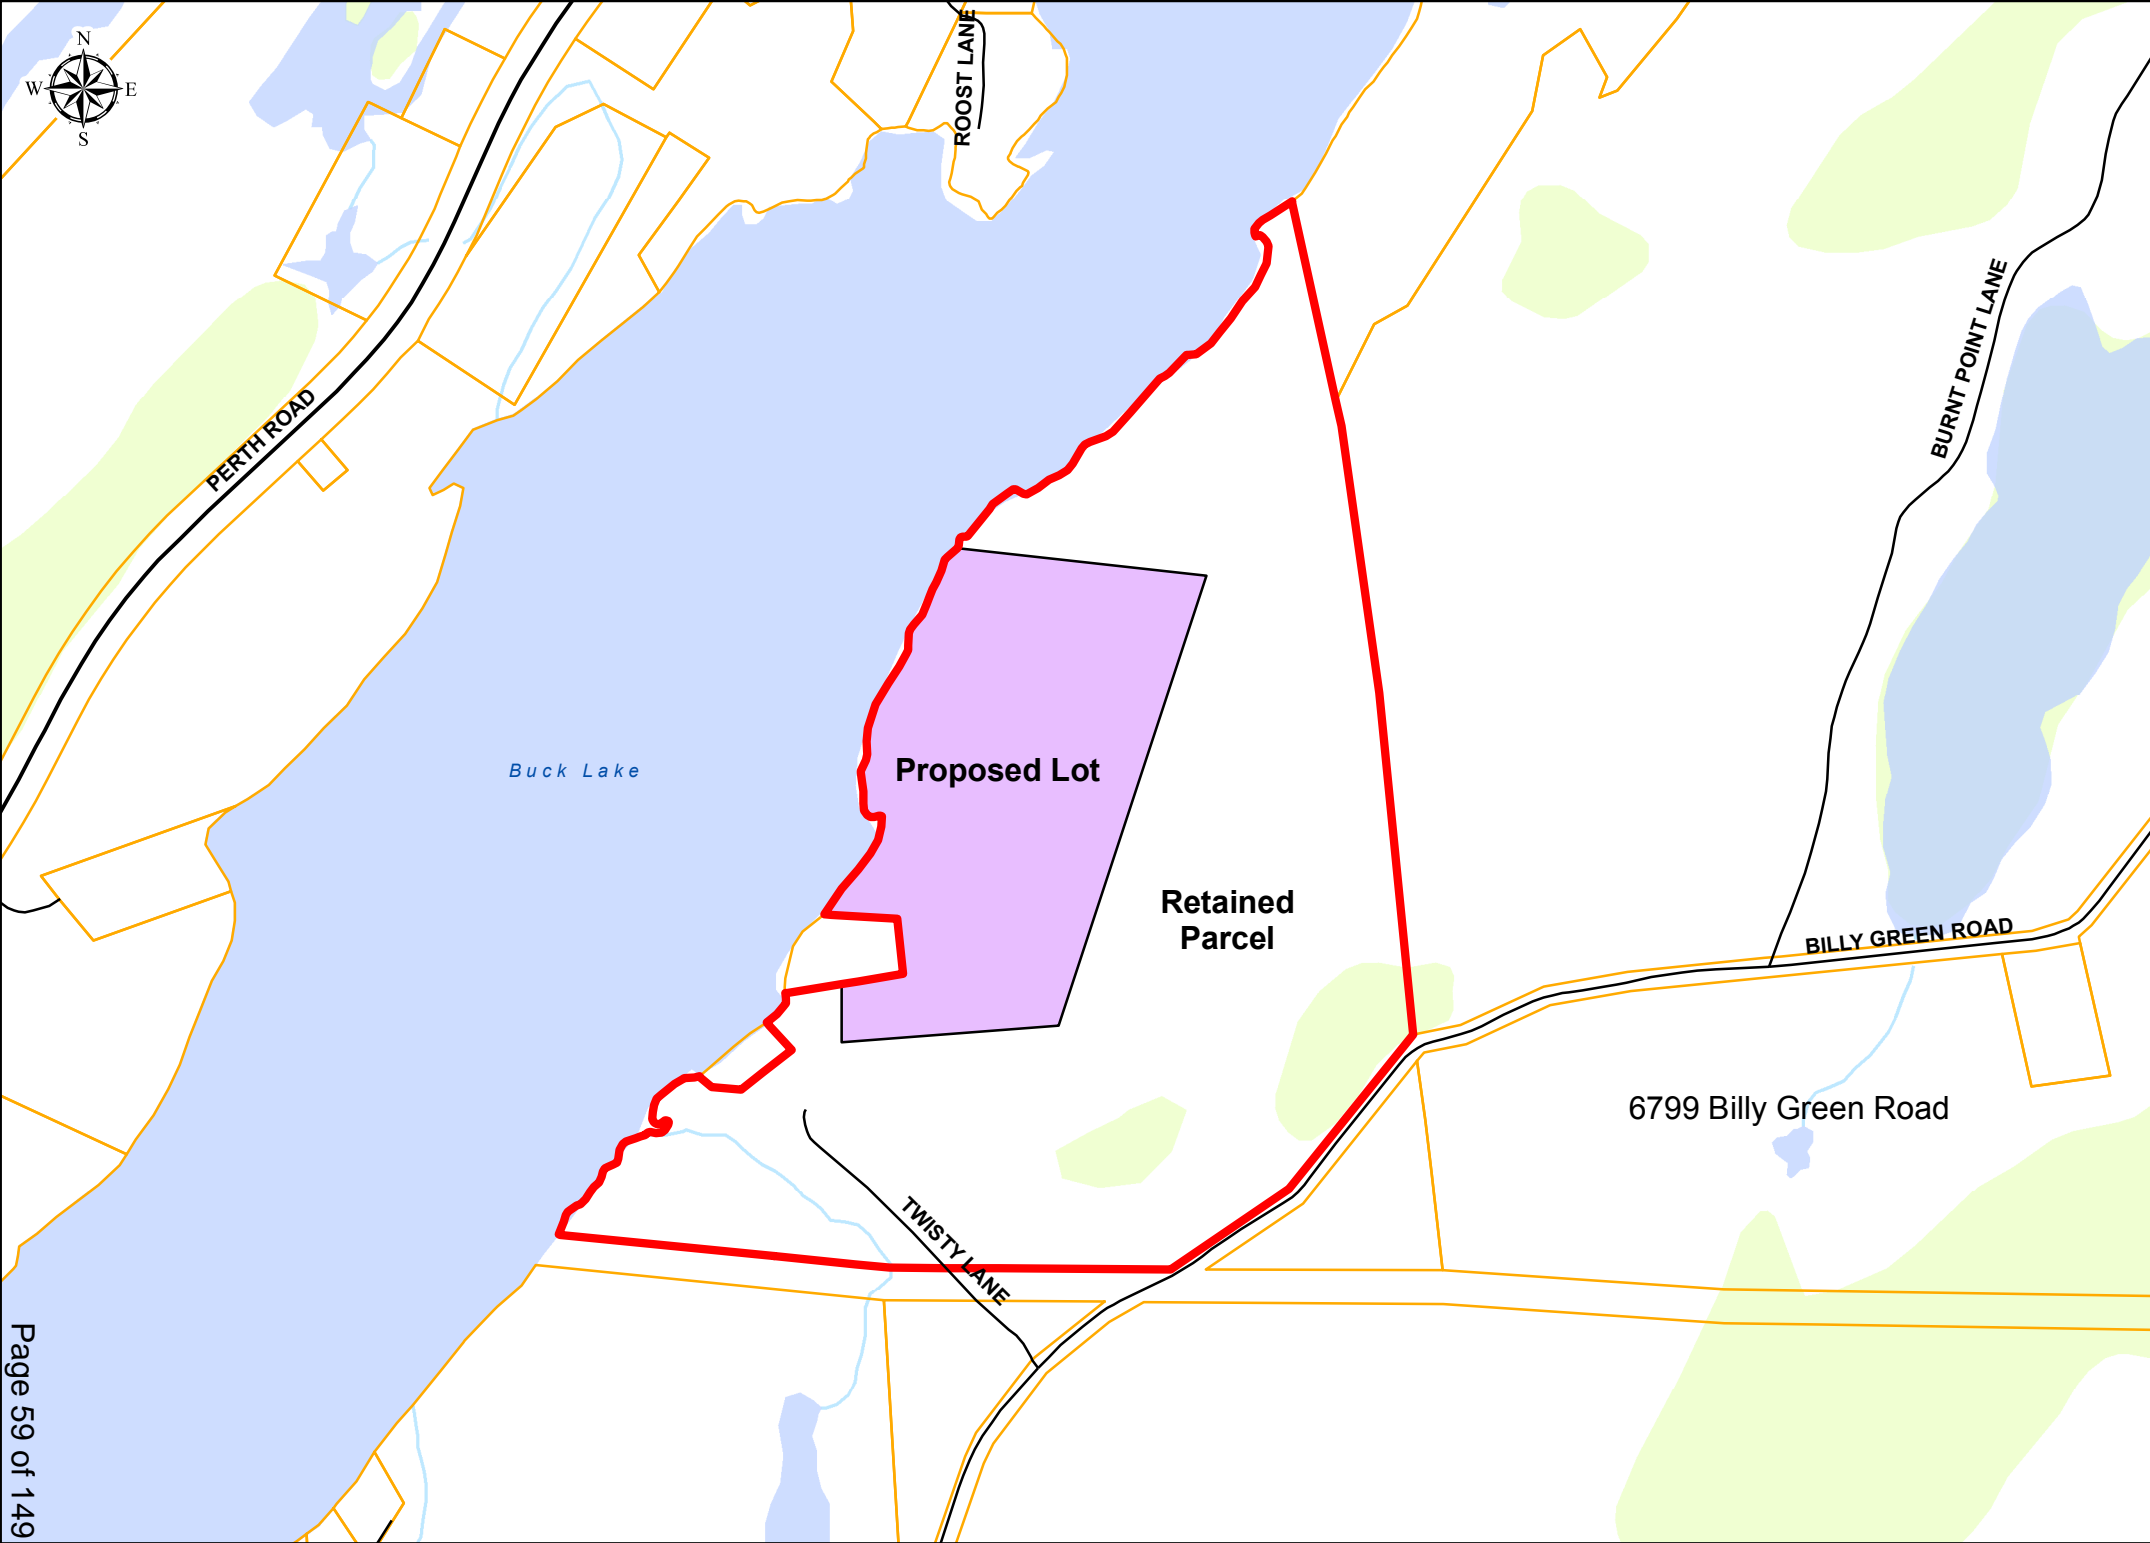 N
W E
S
ROOST LANE
PERTH ROAD
BURNT POINT LANE
Buck Lake
Proposed Lot
Retained
Parcel
BILLY GREEN ROAD
6799 Billy Green Road
TWISTY LANE
Page 59 of 149